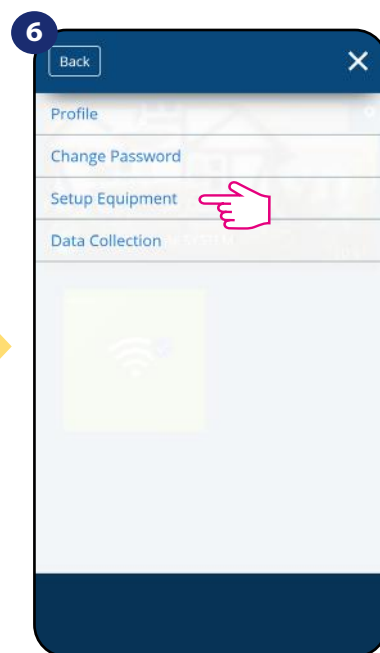 6
Back
Profile
Change Password
Setup Equipment
Data Collection